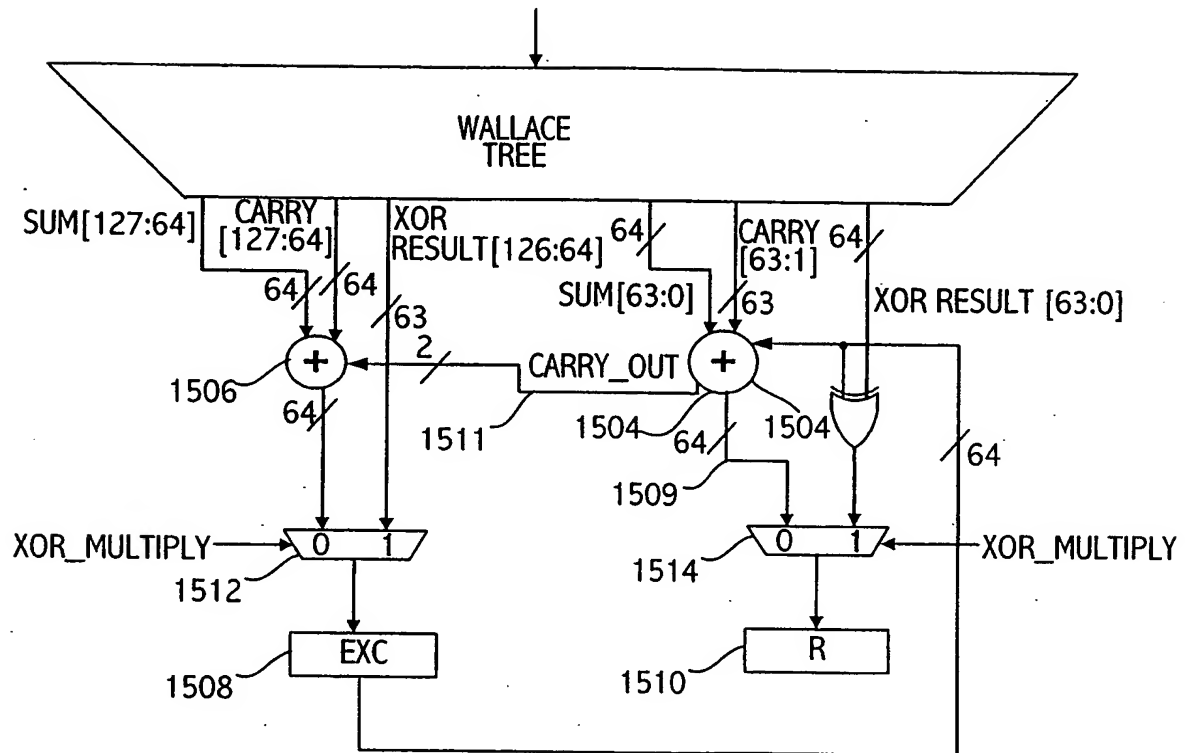 WALLACE
TREE
SUM[127:64]
CARRY
[127:64]
XOR
RESULT[126:64]
64
64
63
64
CARRY
[63:1]
64
SUM[63:0]
63
XOR RESULT [63:0]
+
1506
2
CARRY_OUT
+
1511
1504
1504
64
64
1509
64
XOR_MULTIPLY
0 1
1512
0 1
1514
XOR_MULTIPLY
EXC
1508
R
1510